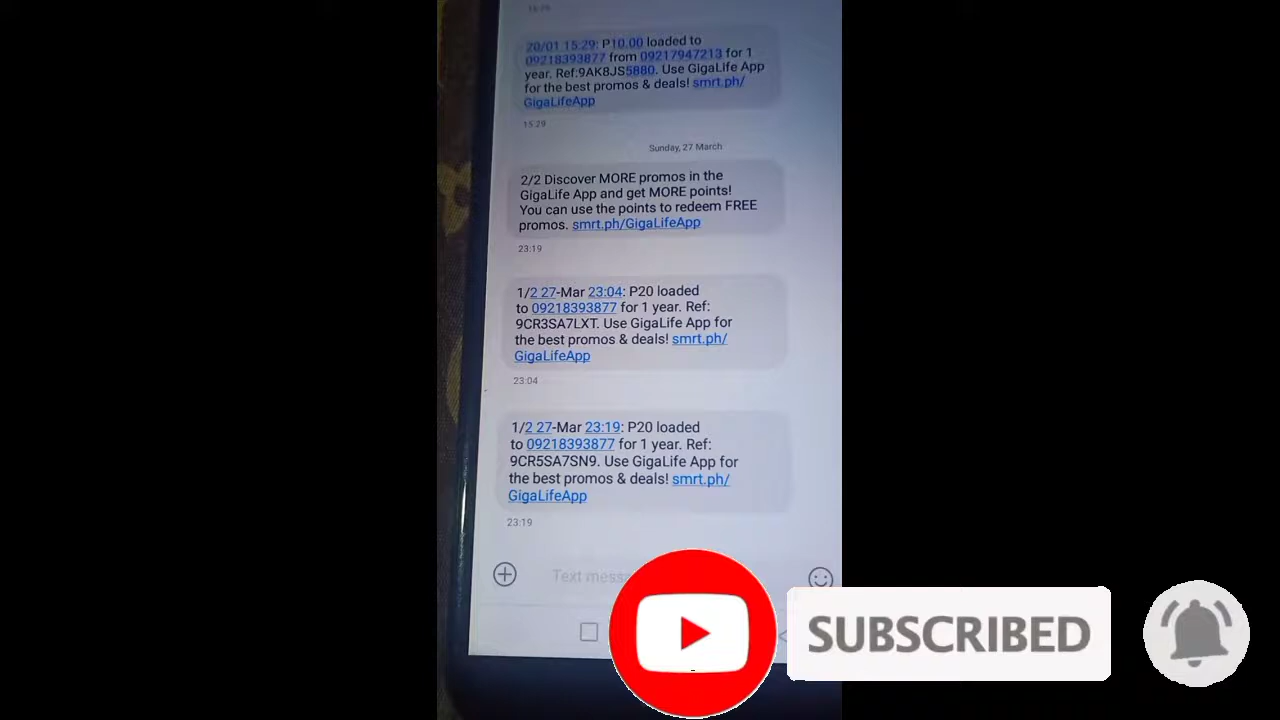 20/01 15:29: P10.00 loaded to
09218393877 from 09217947213 for 1
year. Ref:9AK8JS5880. Use GigaLife App
for the best promos & deals! smrt.ph/
GigaLifeApp
15:29
Sunday, 27 March
2/2 Discover MORE promos in the
GigaLife App and get MORE points!
You can use the points to redeem FREE
promos. smrt.ph/GigaLifeApp
23:19
1/2 27-Mar 23:04: P20 loaded
to 09218393877 for 1 year. Ref:
9CR3SA7LXT. Use GigaLife App for
the best promos & deals! smrt.ph/
GigaLifeApp
23:04
1/2 27-Mar 23:19: P20 loaded
to 09218393877 for 1 year. Ref:
9CR5SA7SN9. Use GigaLife App for
the best promos & deals! smrt.ph/
GigaLifeApp
23:19
Text messa
SUBSCRIBED